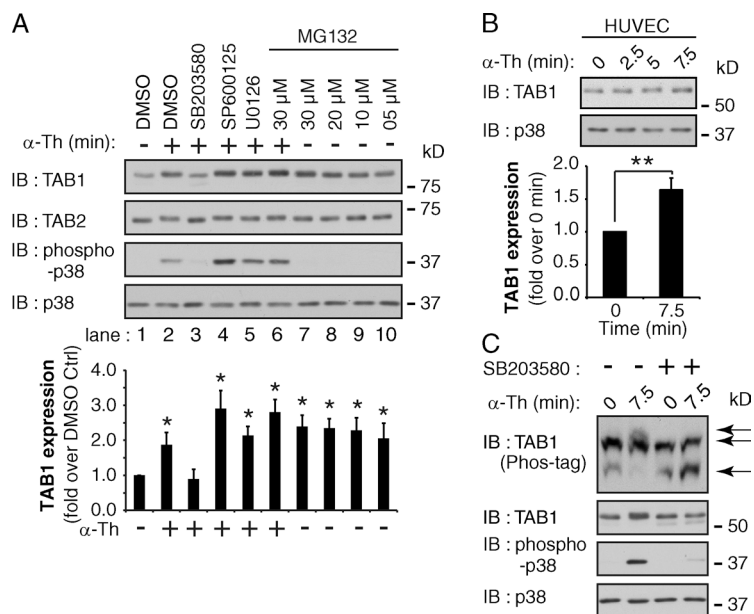 A
MG132
DMSO
DMSO
SB203580
SP600125
U0126
30 µM
30 µM
20 µM
10 µM
05 µM
α-Th (min): - + + + + + - - - -
kD
IB : TAB1
- 75
IB : TAB2
- 75
IB : phospho
-p38
- 37
IB : p38
- 37
lane : 1 2 3 4 5 6 7 8 9 10
TAB1 expression
(fold over DMSO Ctrl)
4.0
3.0
2.0
1.0
0.0
* * * * * * * *
α-Th - + + + + + - - - -
B
HUVEC
α-Th (min): 0 2.5 5 7.5
kD
IB : TAB1
- 50
IB : p38
- 37
TAB1 expression
(fold over 0 min)
2.0
1.5
1.0
0.5
0.0
**
0 7.5
Time (min)
C
SB203580 : - - + +
α-Th (min): 0 7.5 0 7.5
kD
IB : TAB1
(Phos-tag)
IB : TAB1
- 50
IB : phospho
-p38
- 37
IB : p38
- 37